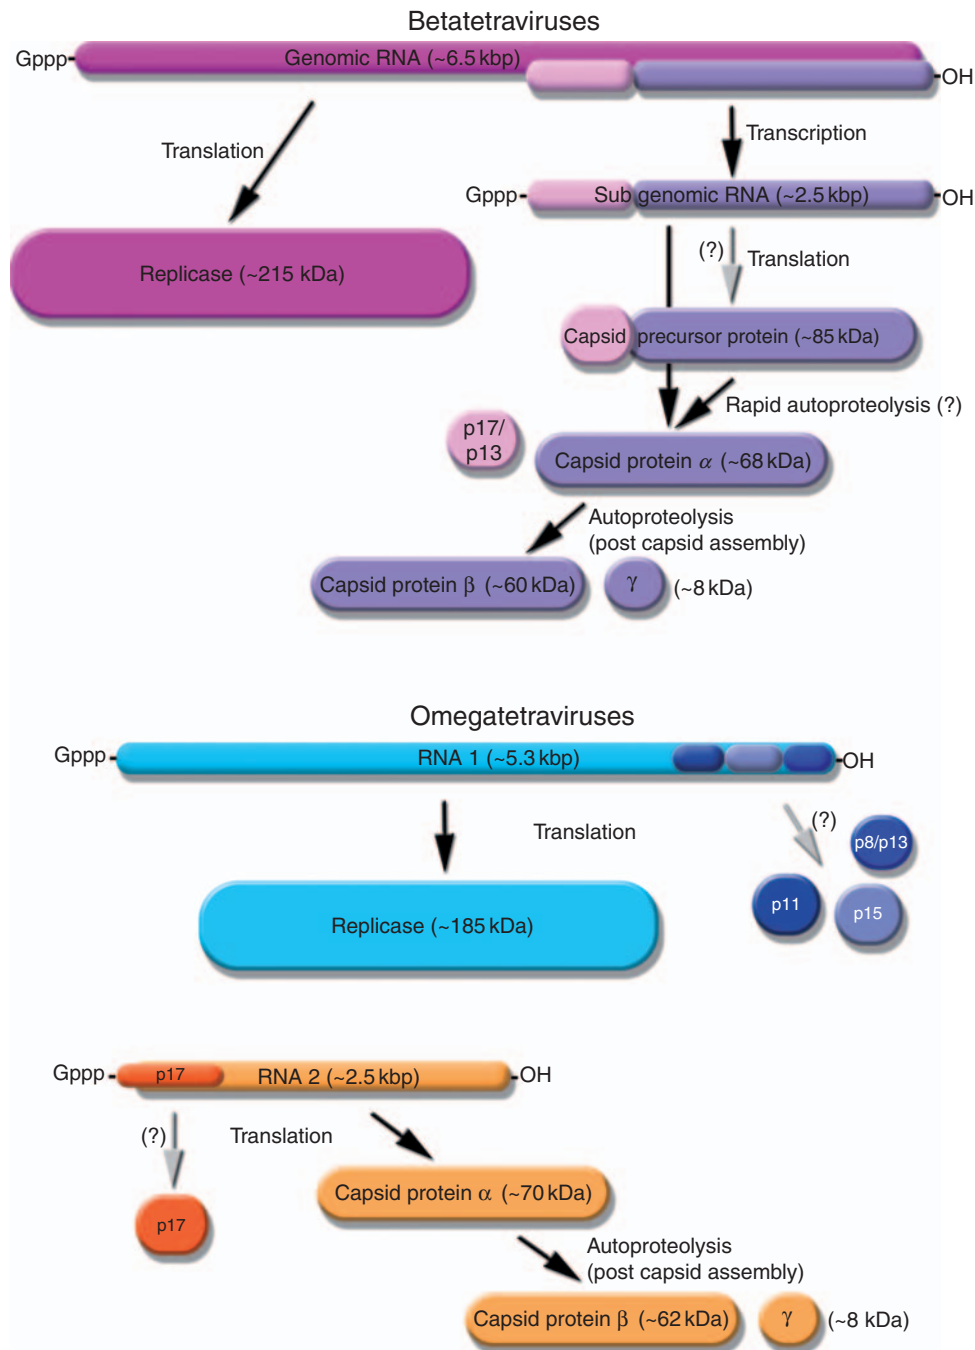 Betatetraviruses
Gppp
Genomic RNA (~6.5 kbp)
OH
Translation
Transcription
Gppp
Sub genomic RNA (~2.5 kbp)
OH
(?)
Translation
Replicase (~215 kDa)
Capsid precursor protein (~85 kDa)
Rapid autoproteolysis (?)
p17/
p13
Capsid protein α (~68 kDa)
Autoproteolysis
(post capsid assembly)
Capsid protein β (~60 kDa)
γ
(~8 kDa)
Omegatetraviruses
Gppp
RNA 1 (~5.3 kbp)
OH
Translation
(?)
p8/p13
p11
p15
Replicase (~185 kDa)
Gppp
p17
RNA 2 (~2.5 kbp)
OH
(?)
Translation
Capsid protein α (~70 kDa)
p17
Autoproteolysis
(post capsid assembly)
Capsid protein β (~62 kDa)
γ
(~8 kDa)